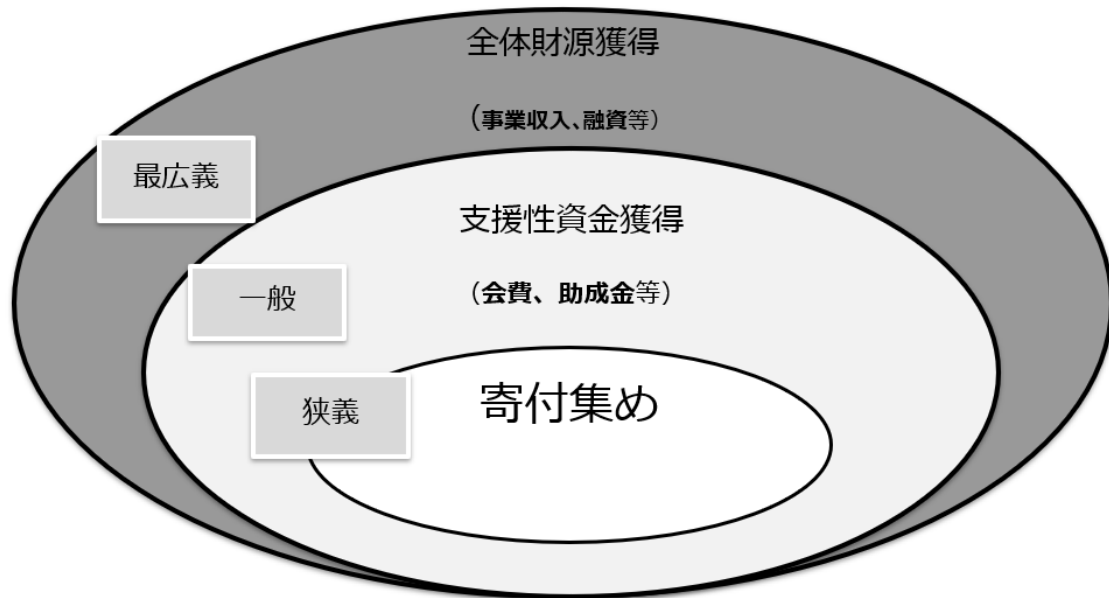 全体財源獲得
（事業収入、融資等）
最広義
支援性資金獲得
一般
（会費、助成金等）
狭義
寄付集め